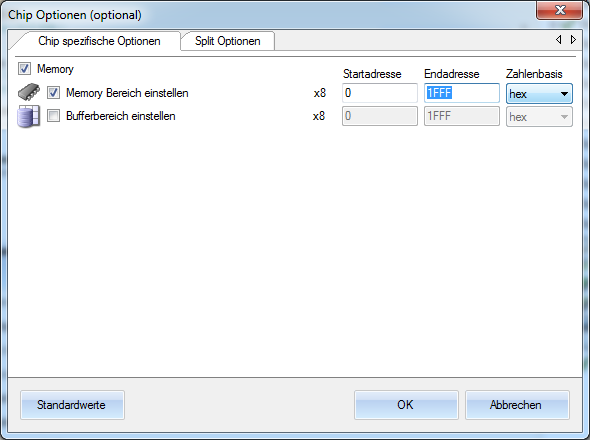 Chip Optionen (optional)
Chip spezifische Optionen Split Optionen
Memory
Startadresse Endadresse Zahlenbasis
Memory Bereich einstellen x8 0 1FFF hex
Bufferbereich einstellen x8 0 1FFF hex
Standardwerte OK Abbrechen